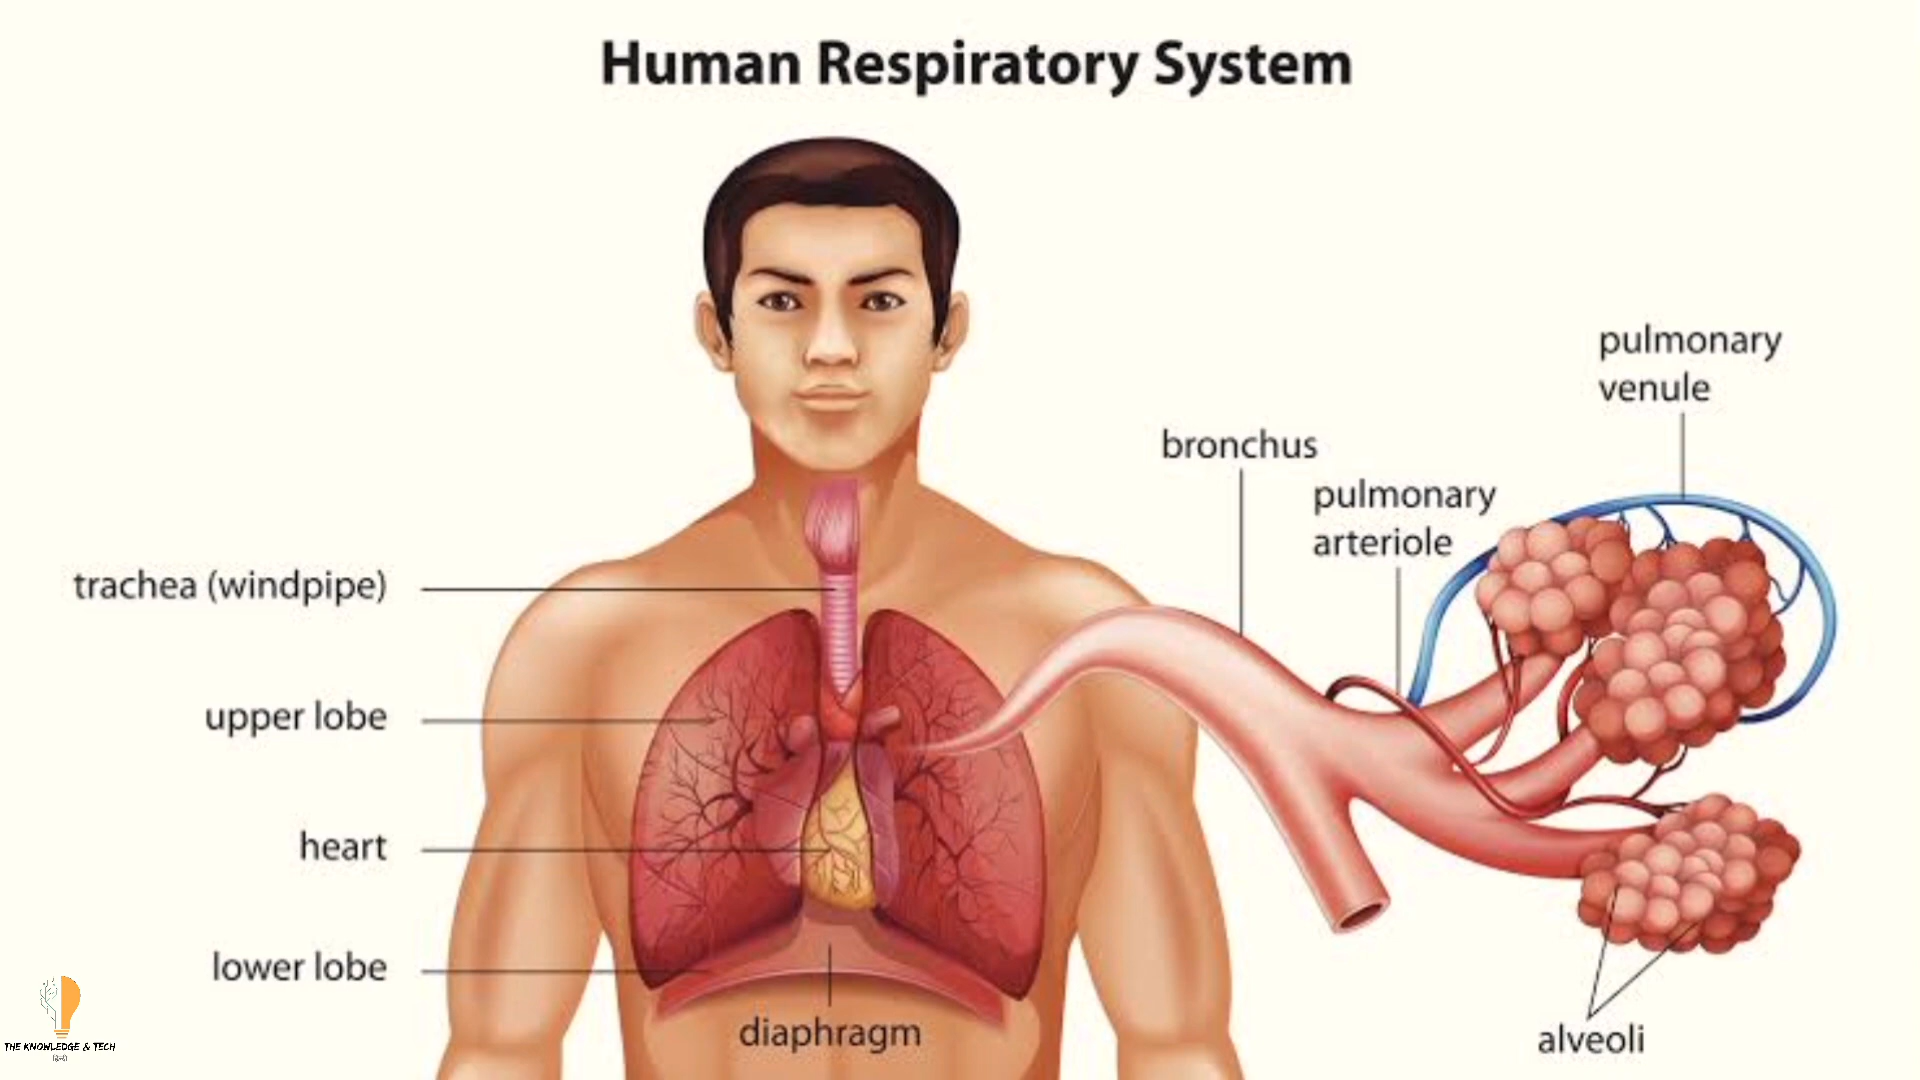 Human Respiratory System
pulmonary
venule
bronchus
pulmonary
arteriole
trachea (windpipe)
upper lobe
heart
lower lobe
diaphragm
alveoli
THE KNOWLEDGE & TECH